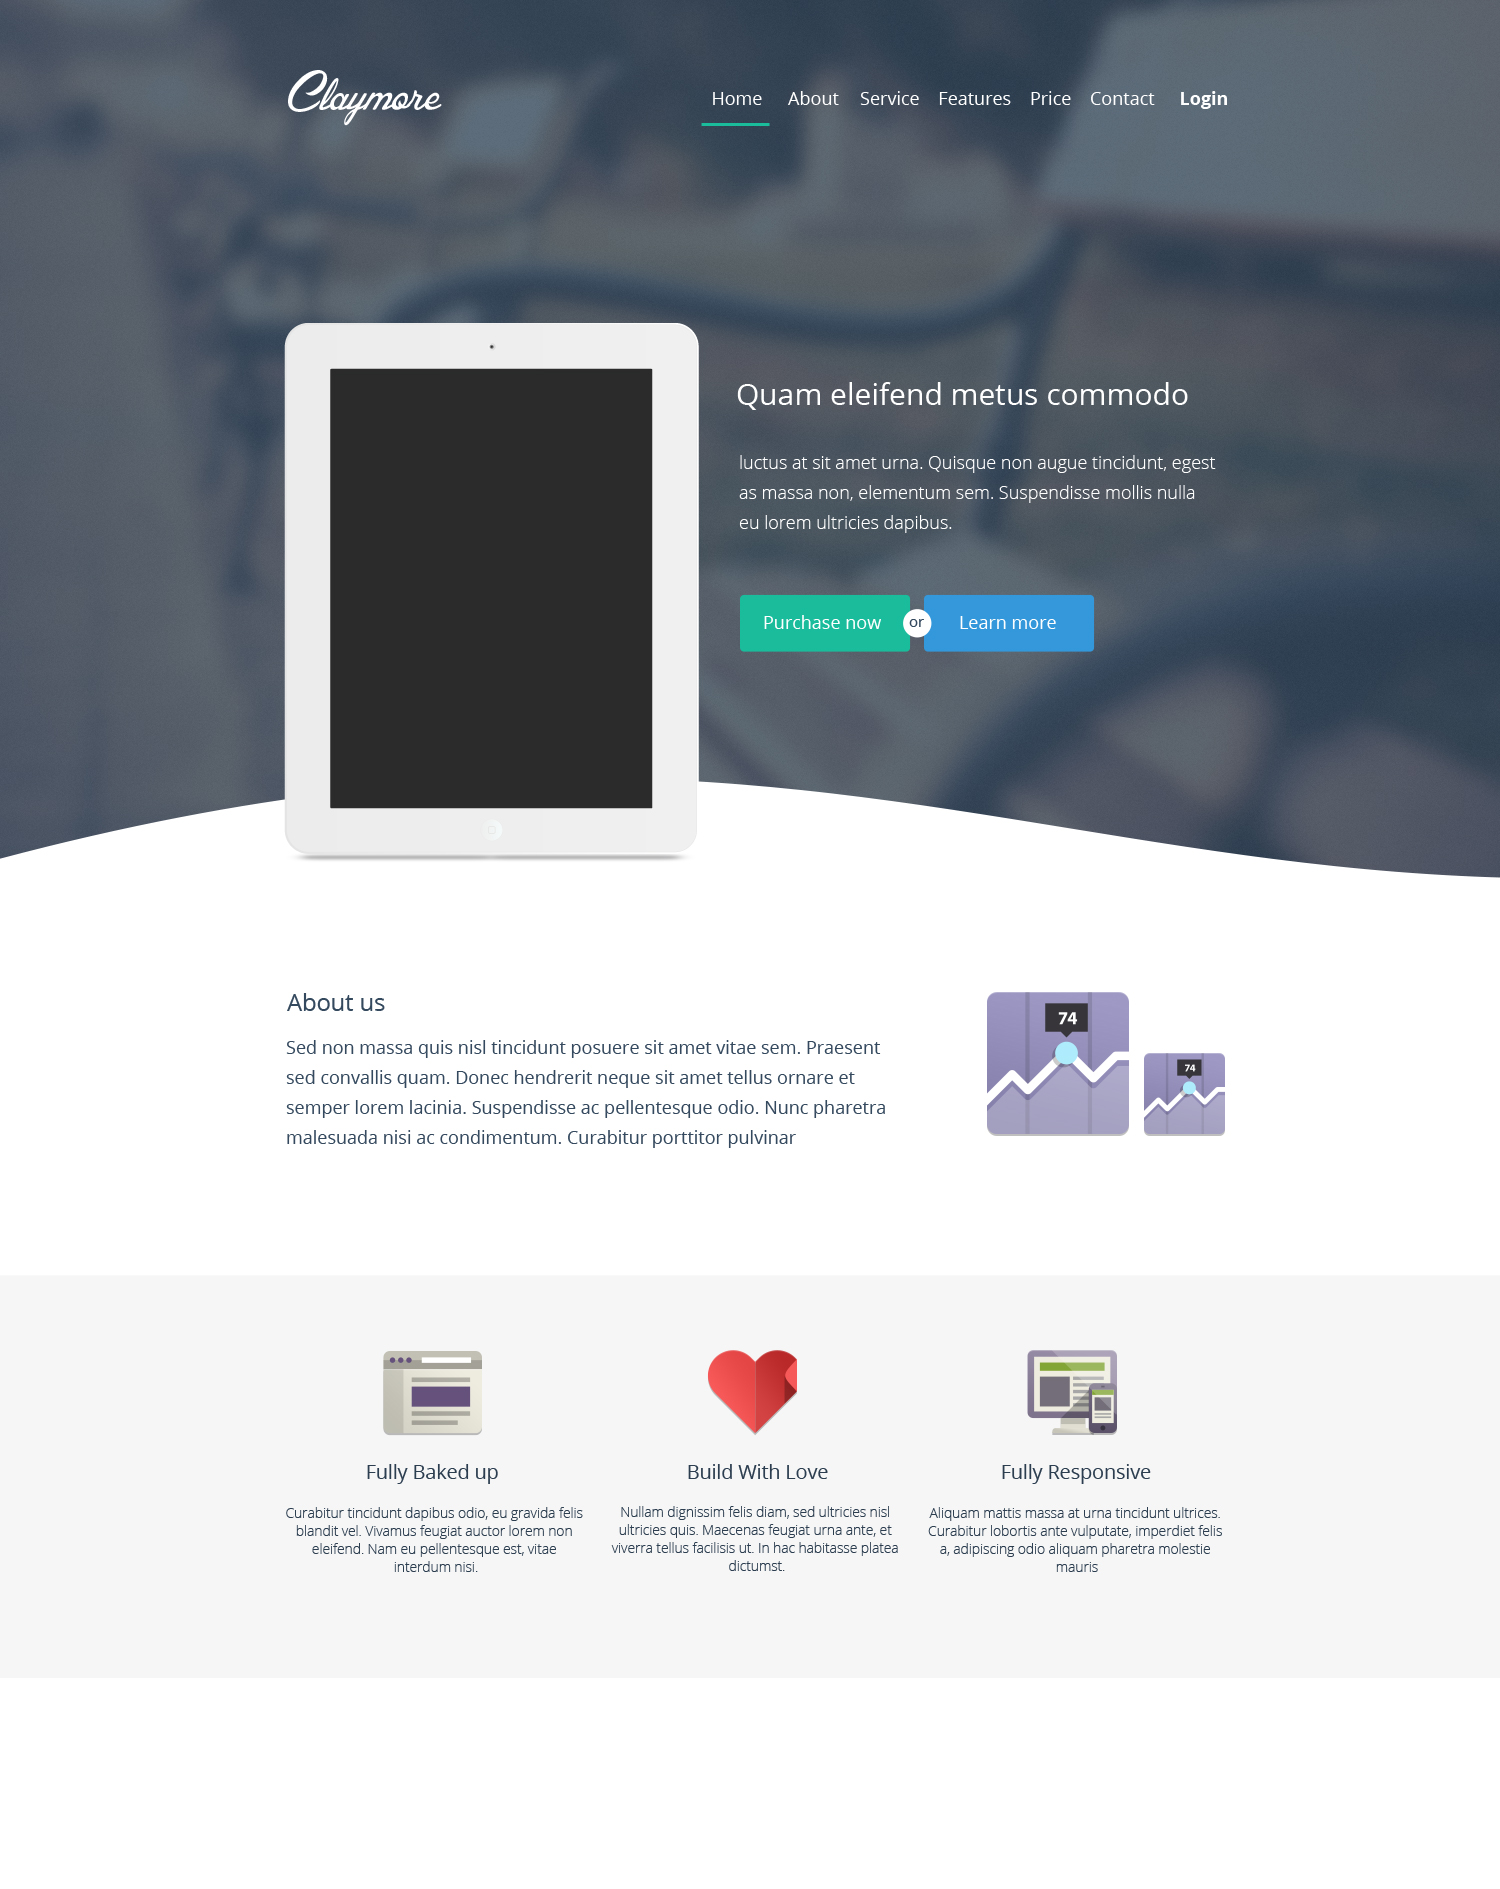 Claymore
Home About Service Features Price Contact Login
Quam eleifend metus commodo
luctus at sit amet urna. Quisque non augue tincidunt, egest
as massa non, elementum sem. Suspendisse mollis nulla
eu lorem ultricies dapibus.
Purchase now or Learn more
About us
Sed non massa quis nisl tincidunt posuere sit amet vitae sem. Praesent
sed convallis quam. Donec hendrerit neque sit amet tellus ornare et
semper lorem lacinia. Suspendisse ac pellentesque odio. Nunc pharetra
malesuada nisi ac condimentum. Curabitur porttitor pulvinar
74
74
Fully Baked up
Curabitur tincidunt dapibus odio, eu gravida felis
blandit vel. Vivamus feugiat auctor lorem non
eleifend. Nam eu pellentesque est, vitae
interdum nisi.
Build With Love
Nullam dignissim felis diam, sed ultricies nisl
ultricies quis. Maecenas feugiat urna ante, et
viverra tellus facilisis ut. In hac habitasse platea
dictumst.
Fully Responsive
Aliquam mattis massa at urna tincidunt ultrices.
Curabitur lobortis ante vulputate, imperdiet felis
a, adipiscing odio aliquam pharetra molestie
mauris